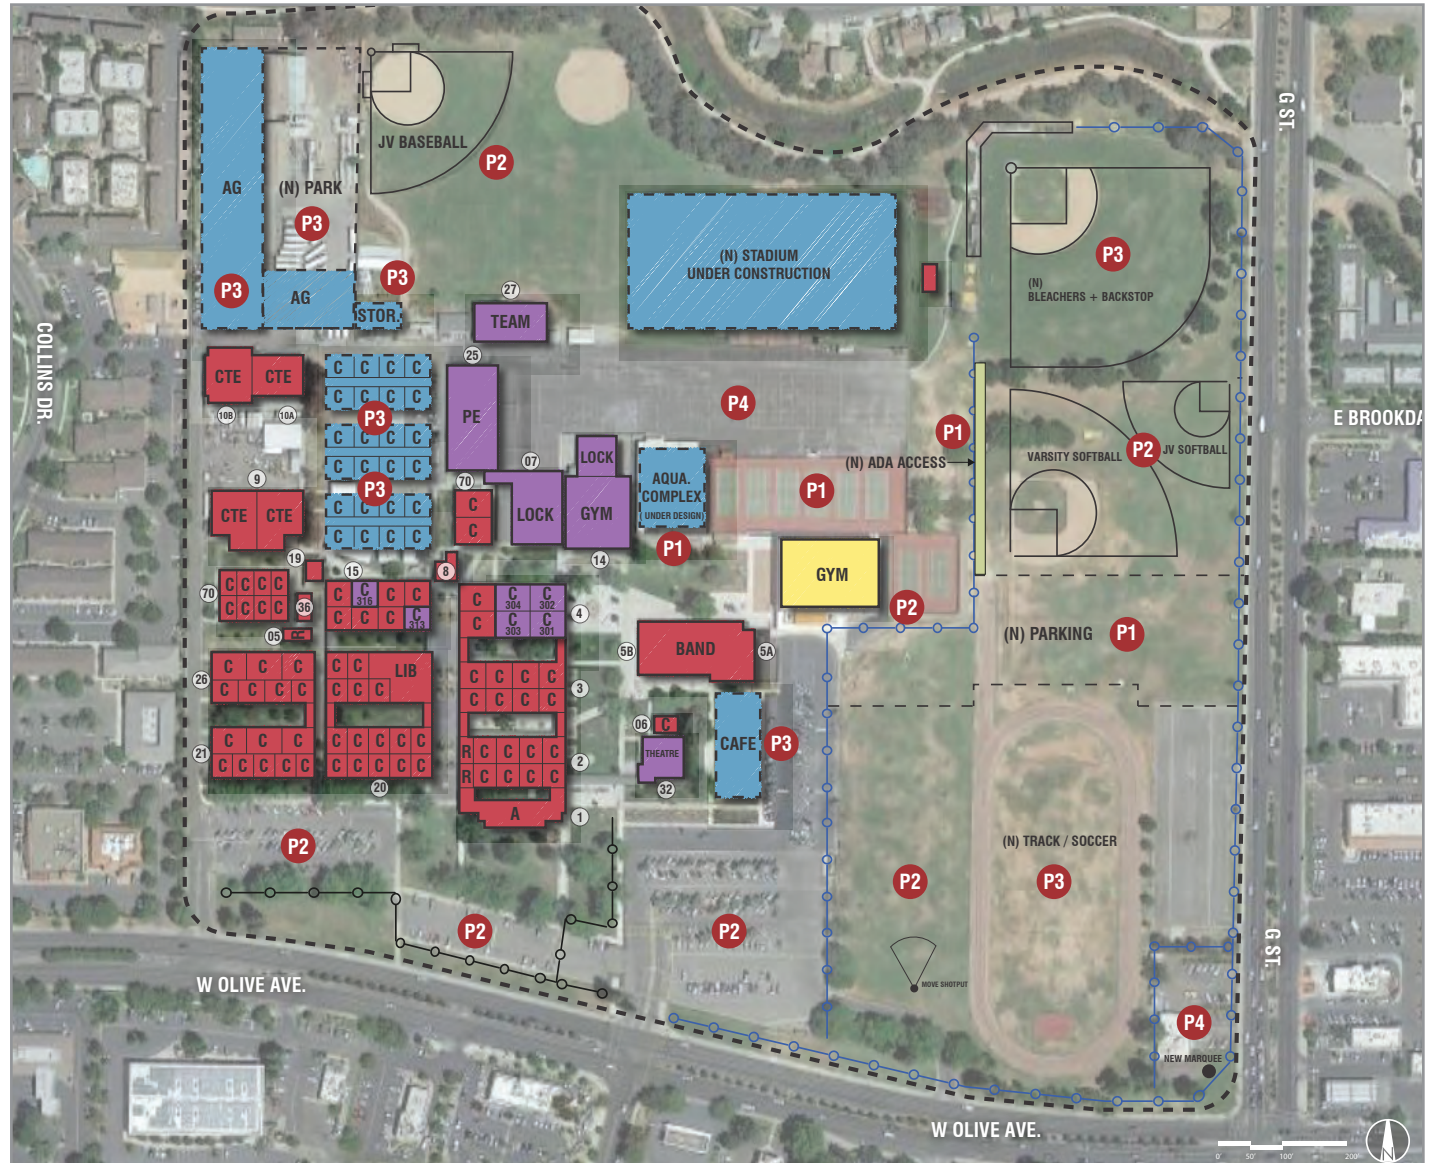 G ST.
JV BASEBALL
P2
AG
(N) PARK
P3
P3
P3
AG
STOR.
(N) STADIUM
UNDER CONSTRUCTION
P3
(N)
BLEACHERS + BACKSTOP
27
TEAM
COLLINS DR.
25
CTE CTE
10B 10A
C C C C
C C C C
P3
C C C C
C C C C
P3
C C C C
C C C C
PE
P4
P1
(N) ADA ACCESS
E BROOKDA
VARSITY SOFTBALL
P2
JV SOFTBALL
9
CTE CTE
07
70
C
C
LOCK
LOCK
GYM
14
AQUA.
COMPLEX
(UNDER DESIGN)
P1
P1
GYM
P2
19
15
8
70
C C C C
C C C C
36
05
R
C C 316 C C
C C C C 313
C C 304 C 302
C C 303 C 301
4
(N) PARKING
P1
5B
BAND
5A
26
C C C
C C C C
C C
C C C
LIB
C C C C
C C C C
3
06
C
THEATRE
32
CAFE
P3
21
C C C
C C C C C
C C C C C
C C C C C
20
R C C C C
R C C C C
2
A
1
P2
P2
P2
P2
(N) TRACK / SOCCER
P3
MOVE SHOTPUT
G ST.
P4
NEW MARQUEE
W OLIVE AVE.
W OLIVE AVE.
0' 50' 100' 200'